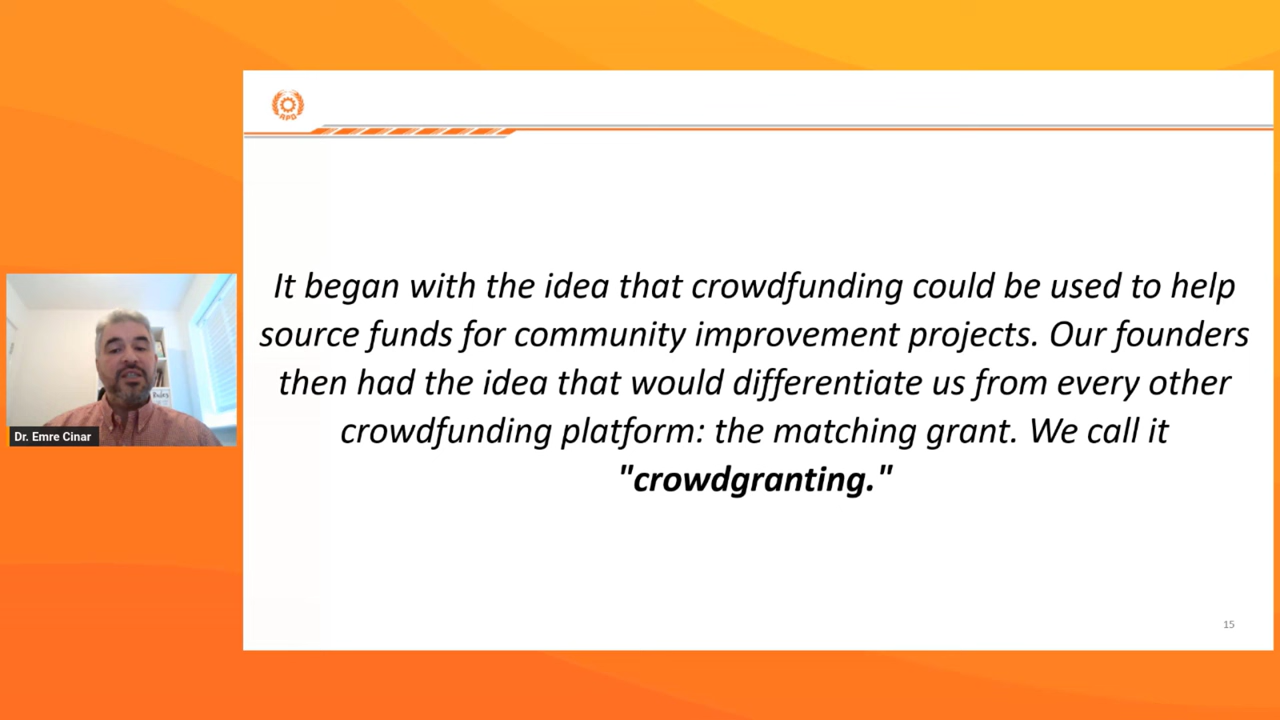 APG
It began with the idea that crowdfunding could be used to help
source funds for community improvement projects. Our founders
then had the idea that would differentiate us from every other
crowdfunding platform: the matching grant. We call it
"crowdgranting."
Dr. Emre Cinar
15